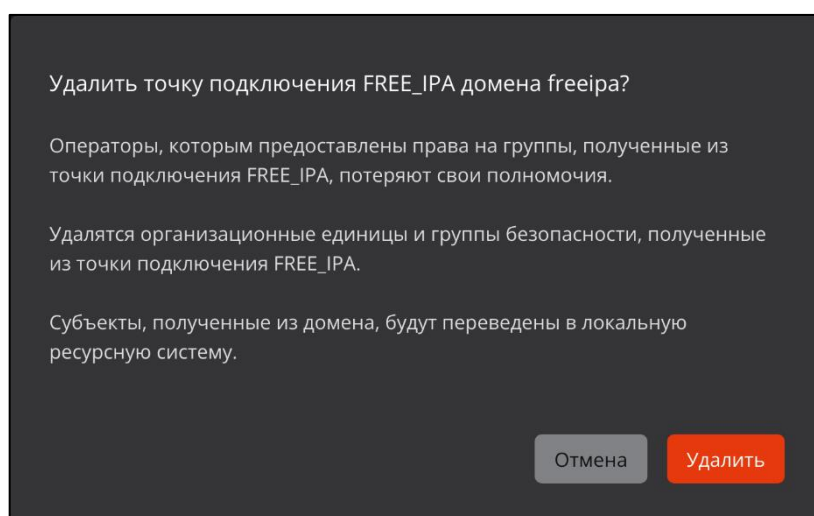 Удалить точку подключения FREE_IPA домена freeipa?
Операторы, которым предоставлены права на группы, полученные из
точки подключения FREE_IPA, потеряют свои полномочия.
Удалятся организационные единицы и группы безопасности, полученные
из точки подключения FREE_IPA.
Субъекты, полученные из домена, будут переведены в локальную
ресурсную систему.
Отмена
Удалить